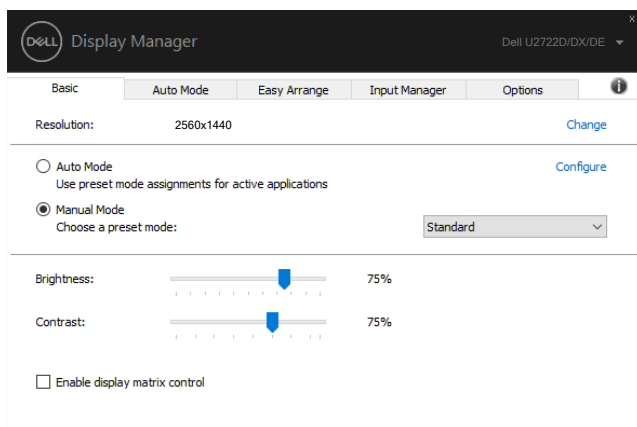 DELL Display Manager
Dell U2722D/DX/DE
Basic Auto Mode Easy Arrange Input Manager Options
Resolution: 2560x1440 Change
Auto Mode Configure
Use preset mode assignments for active applications
Manual Mode
Choose a preset mode: Standard
Brightness: 75%
Contrast: 75%
Enable display matrix control